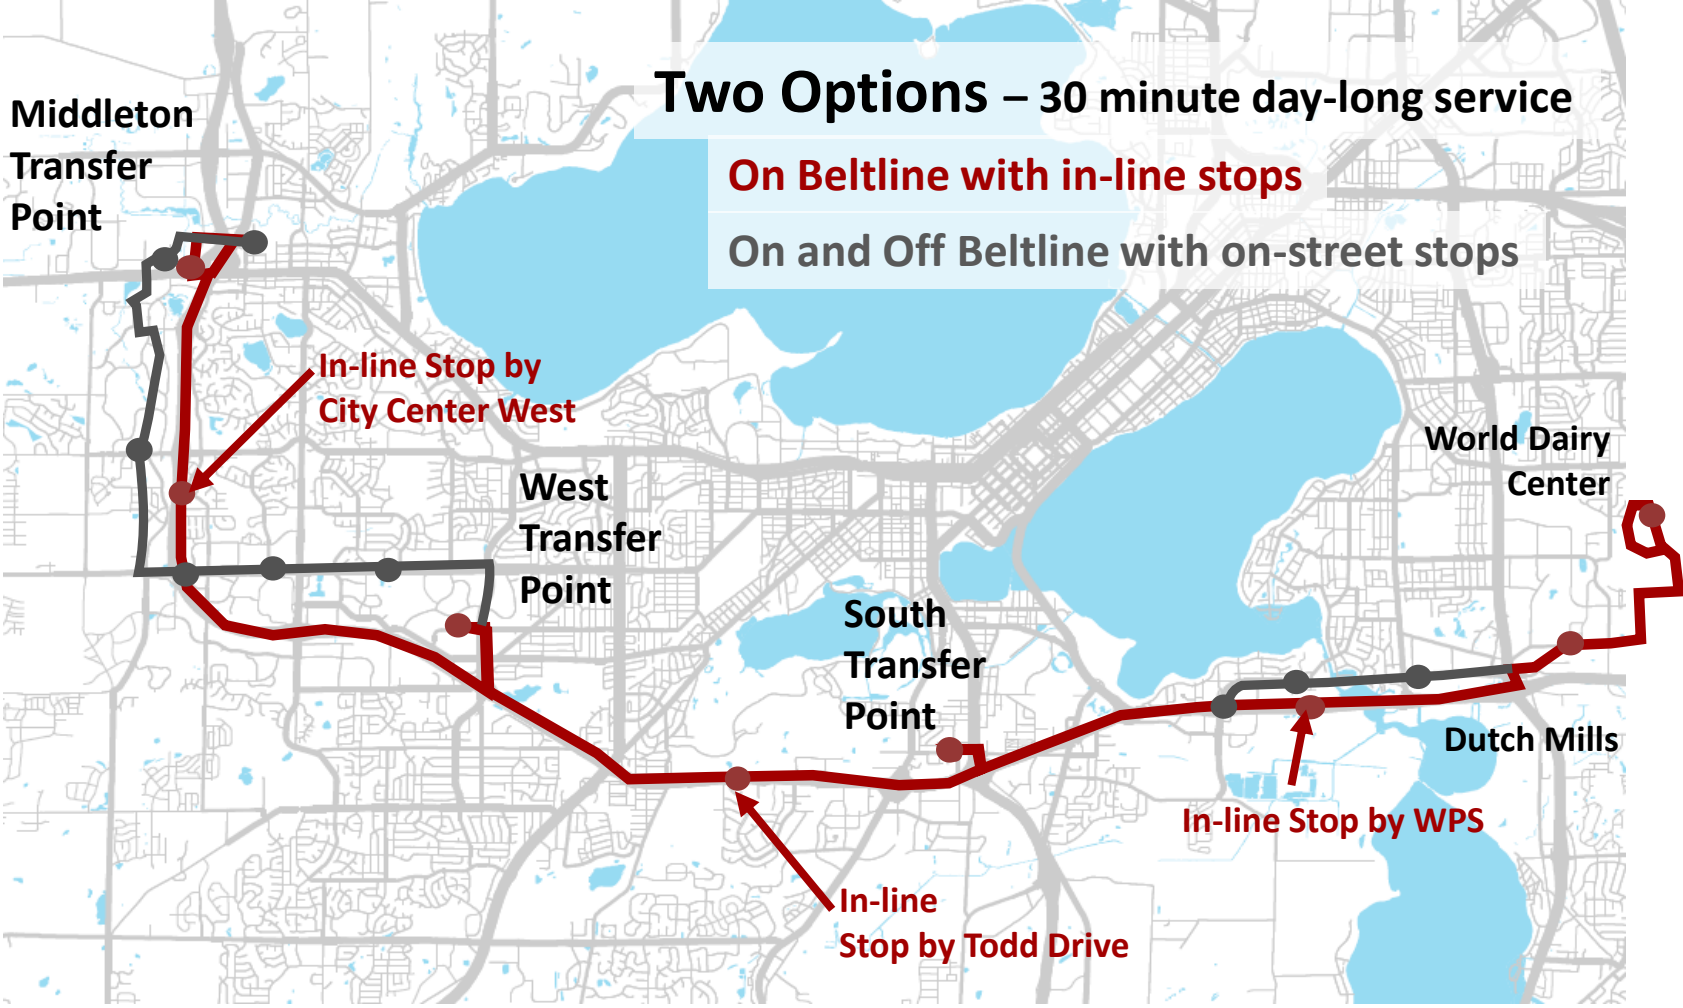 Two Options – 30 minute day-long service
On Beltline with in-line stops
On and Off Beltline with on-street stops
Middleton
Transfer
Point
In-line Stop by
City Center West
West
Transfer
Point
South
Transfer
Point
World Dairy
Center
Dutch Mills
In-line Stop by WPS
In-line
Stop by Todd Drive